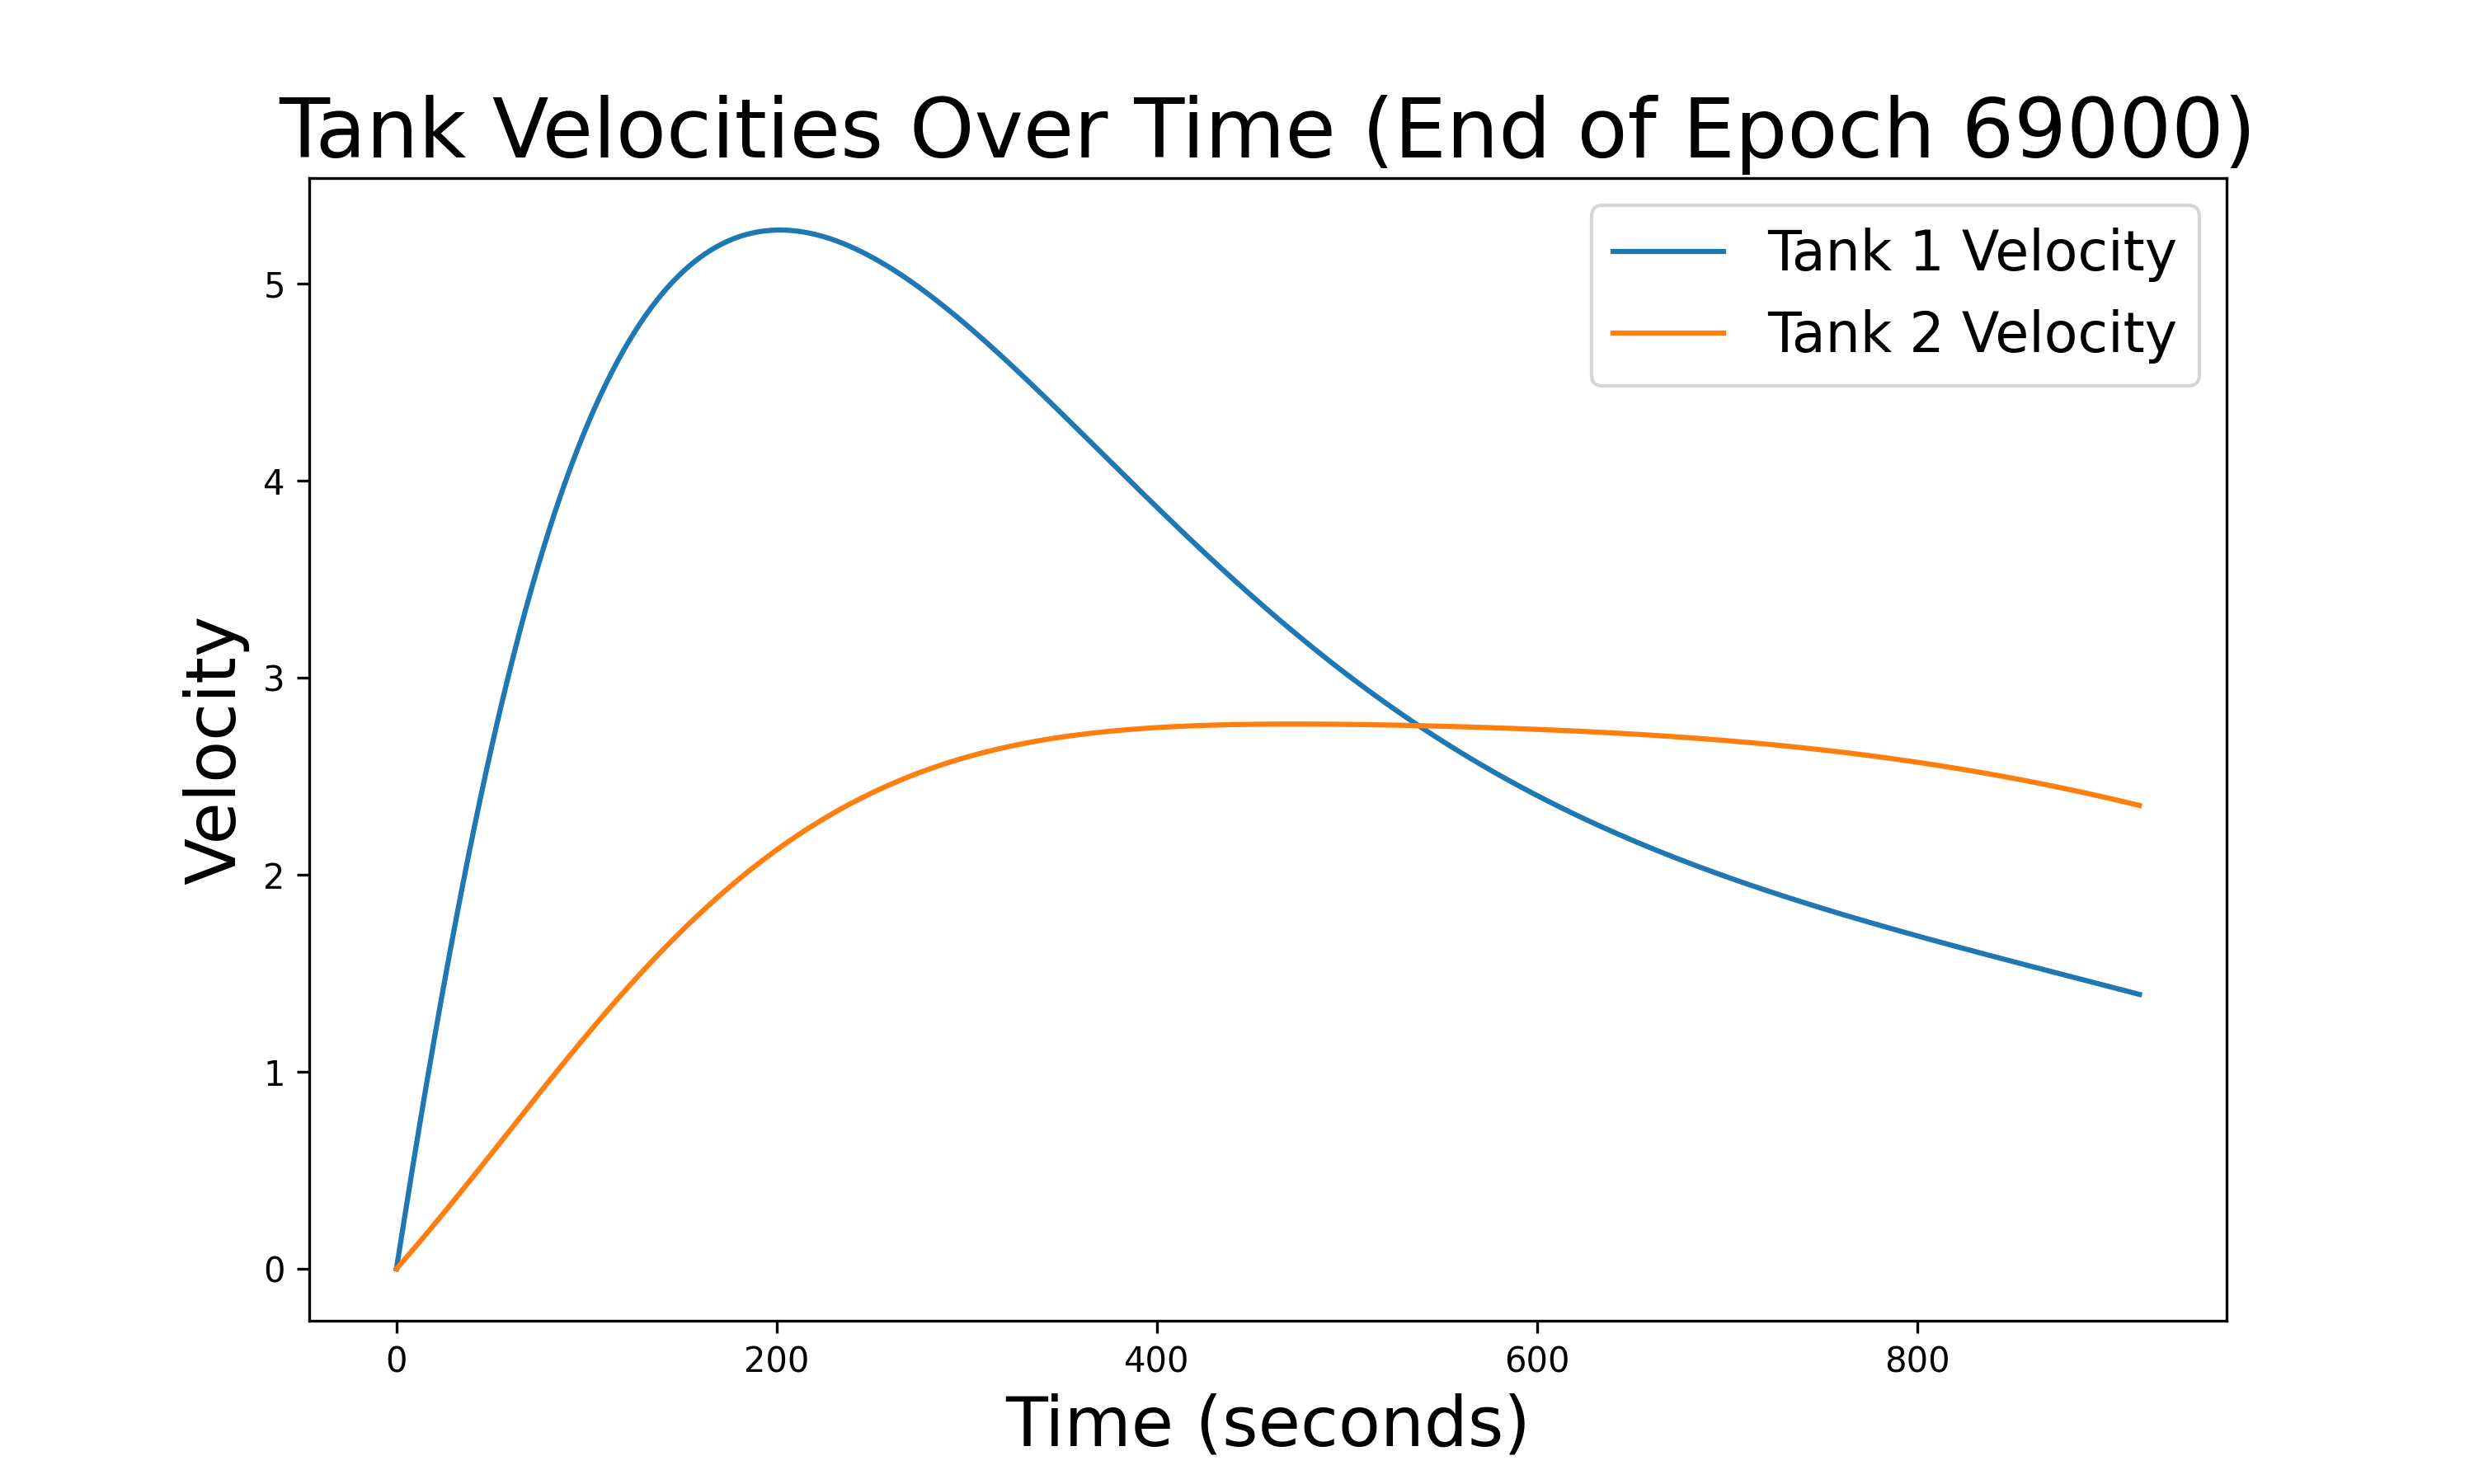 Tank Velocities Over Time (End of Epoch 69000)
Tank 1 Velocity
Tank 2 Velocity
Velocity
5
4
3
2
1
0
0 200 400 600 800
Time (seconds)